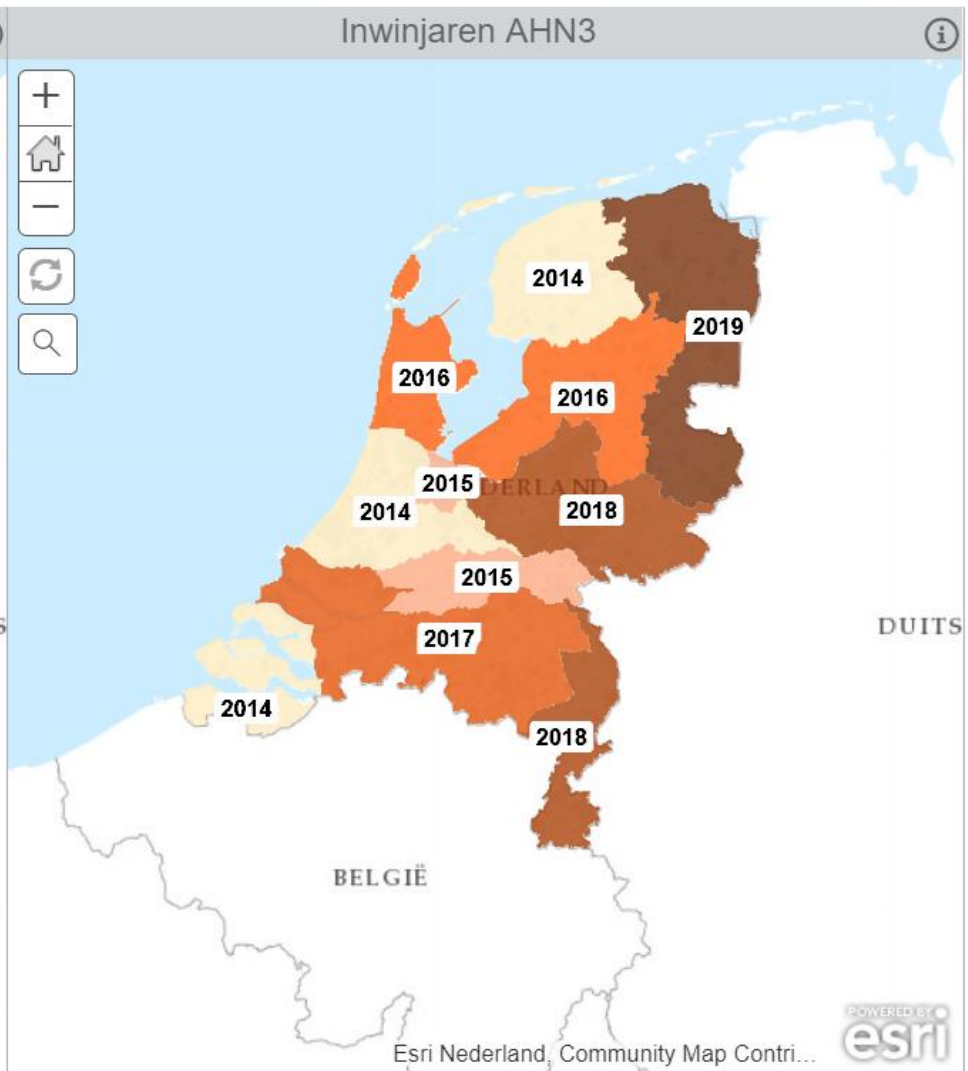 Inwinjaren AHN3
+
−
2014
2019
2016
2016
2015
DERLAND
2014
2018
2015
S
2017
DUITS
2014
2018
BELGIË
POWERED BY
esri
Esri Nederland, Community Map Contri...